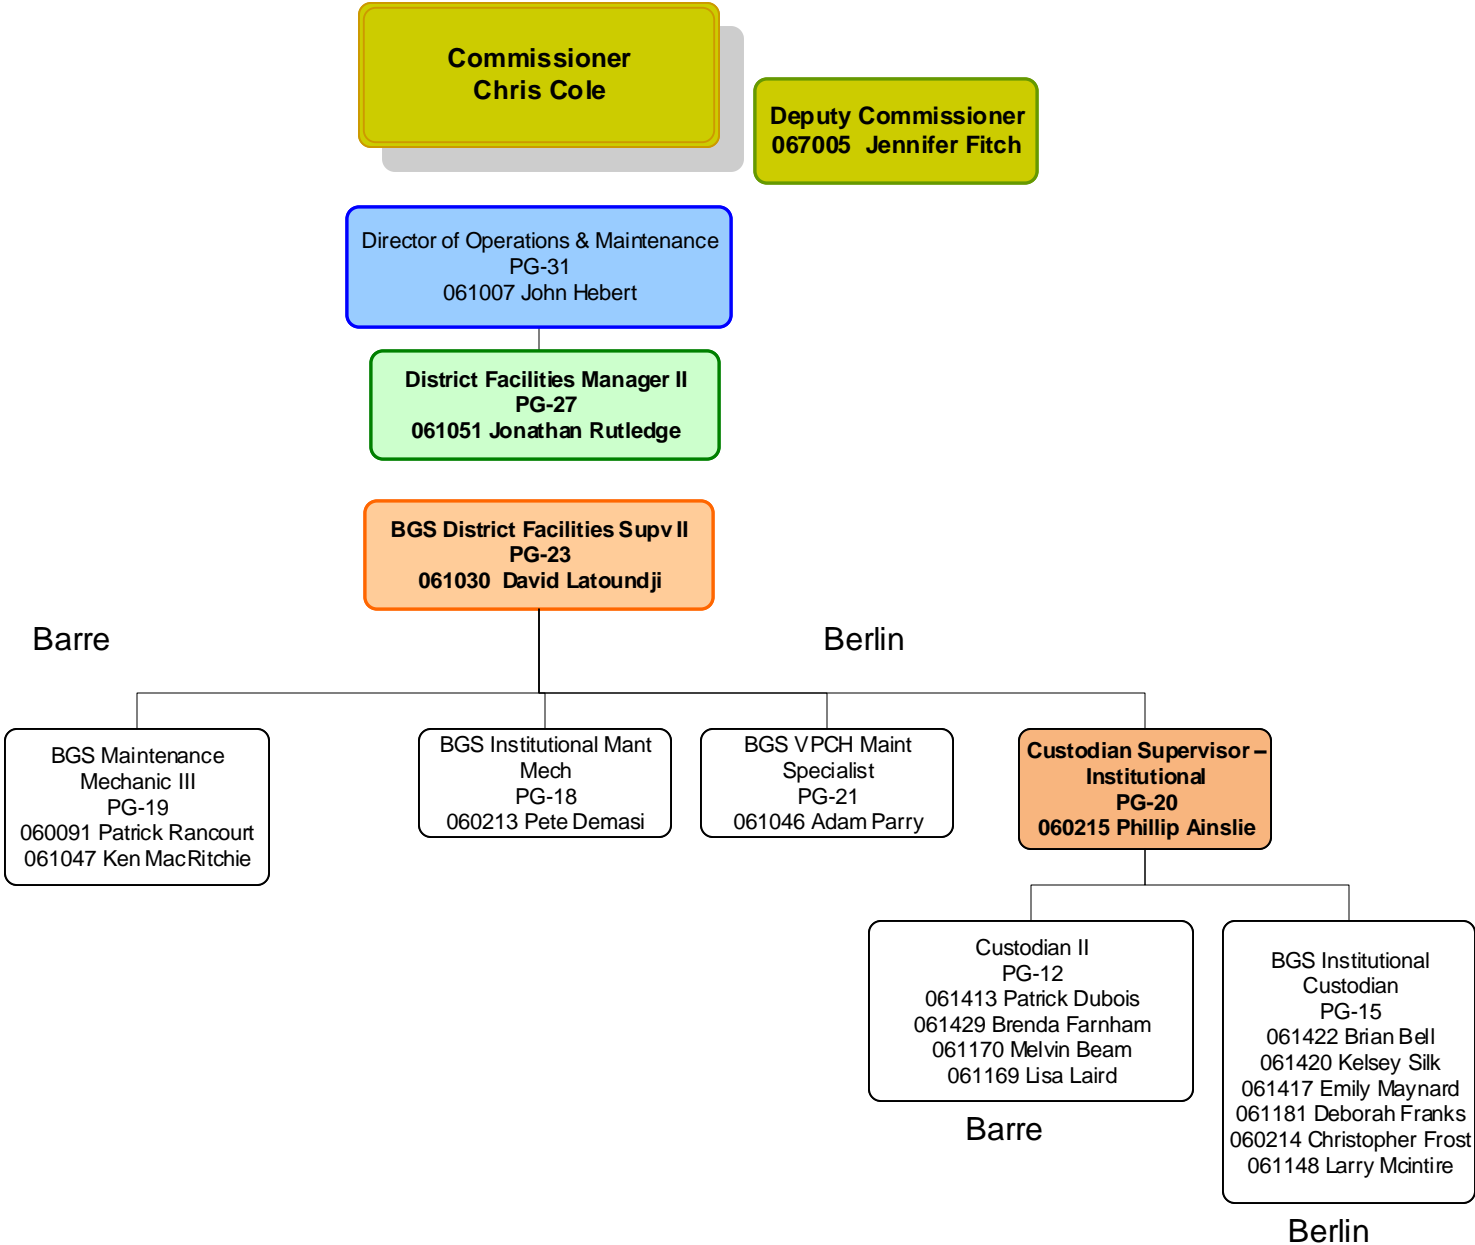 Commissioner
Chris Cole
Deputy Commissioner
067005  Jennifer Fitch
Director of Operations & Maintenance
PG-31
061007 John Hebert
District Facilities Manager II
PG-27
061051 Jonathan Rutledge
BGS District Facilities Supv II
PG-23
061030  David Latoundji
Barre
Berlin
BGS Maintenance
Mechanic III
PG-19
060091 Patrick Rancourt
061047 Ken MacRitchie
BGS Institutional Mant
Mech
PG-18
060213 Pete Demasi
BGS VPCH Maint
Specialist
PG-21
061046 Adam Parry
Custodian Supervisor –
Institutional
PG-20
060215 Phillip Ainslie
Custodian II
PG-12
061413 Patrick Dubois
061429 Brenda Farnham
061170 Melvin Beam
061169 Lisa Laird
Barre
BGS Institutional
Custodian
PG-15
061422 Brian Bell
061420 Kelsey Silk
061417 Emily Maynard
061181 Deborah Franks
060214 Christopher Frost
061148 Larry Mcintire
Berlin